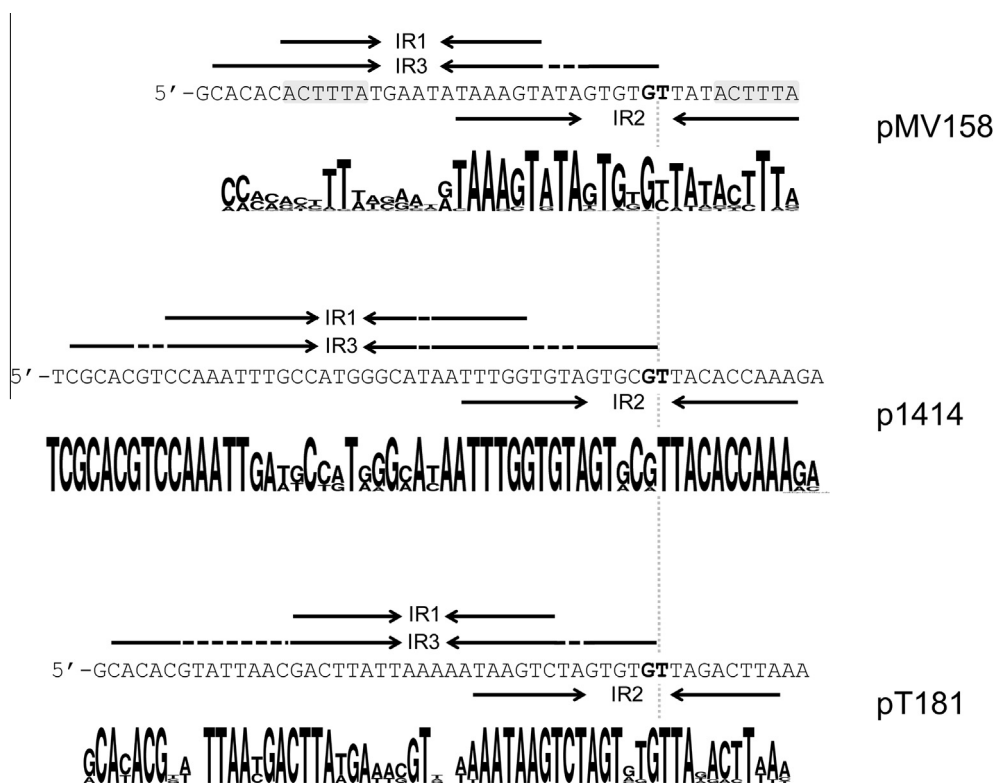 IR1
IR3
5′-GCACACACTTTATGAATATAAAGTATAGTGTGTTATACTTTA
IR2
pMV158
IR1
IR3
5′-TCGCACGTCCAAATTTGCCATGGGCATAATTTGGTGTAGTGCGTTACACCAAAGA
IR2
p1414
TCGCACGTCCAAATTGATGCCATGGGCATAATTTGGTGTAGTGCGTTACACCAAAGA
IR1
IR3
5′-GCACACGTATTAACGACTTATTAAAAATAAGTCTAGTGTGTTAGACTTAAA
IR2
pT181